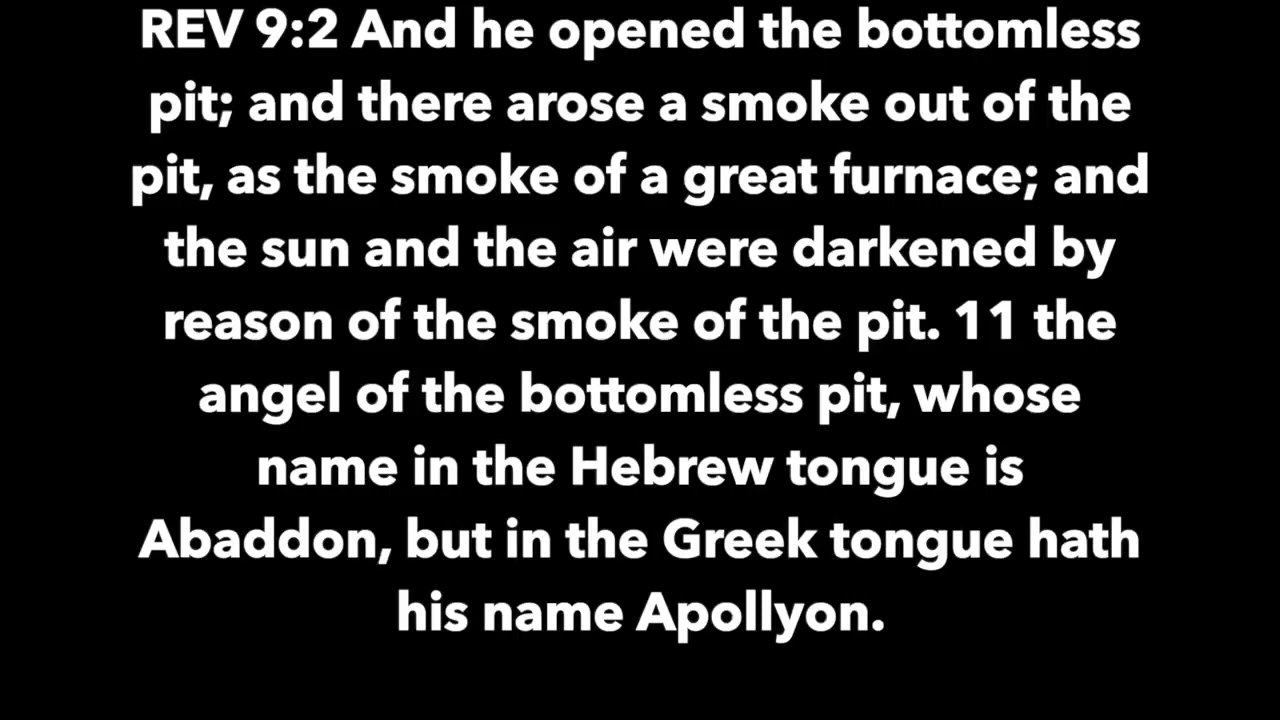 REV 9:2 And he opened the bottomless
pit; and there arose a smoke out of the
pit, as the smoke of a great furnace; and
the sun and the air were darkened by
reason of the smoke of the pit. 11 the
angel of the bottomless pit, whose
name in the Hebrew tongue is
Abaddon, but in the Greek tongue hath
his name Apollyon.